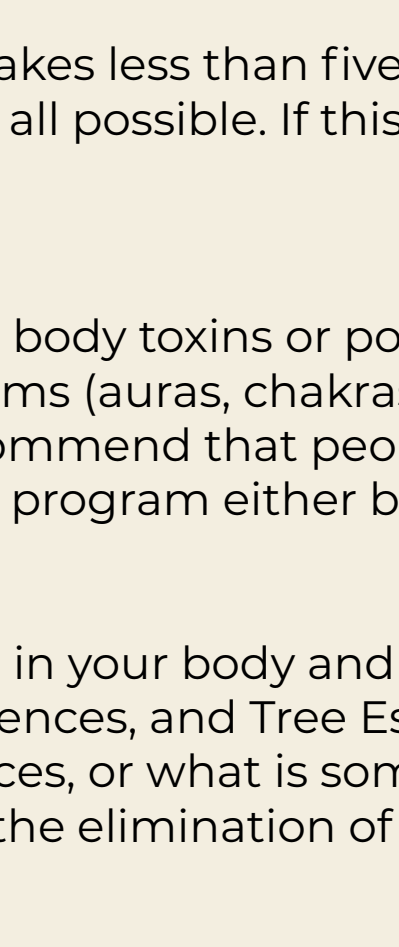 akes less than five
all possible. If this
body toxins or po
ms (auras, chakras
ommend that peo
program either b
in your body and
ences, and Tree Es
ces, or what is som
the elimination of